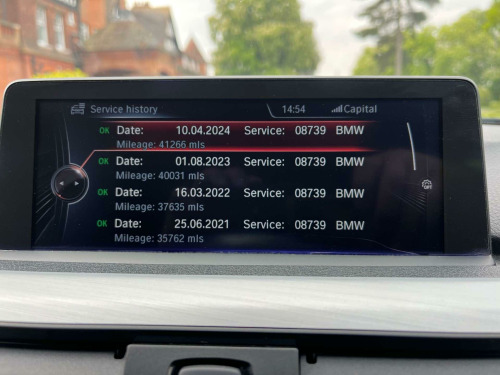 Service history 14:54 Capital
OK Date: 10.04.2024 Service: 08739 BMW
Mileage: 41266 mls
OK Date: 01.08.2023 Service: 08739 BMW
Mileage: 40031 mls
OK Date: 16.03.2022 Service: 08739 BMW
Mileage: 37635 mls
OK Date: 25.06.2021 Service: 08739 BMW
Mileage: 35762 mls
OFF